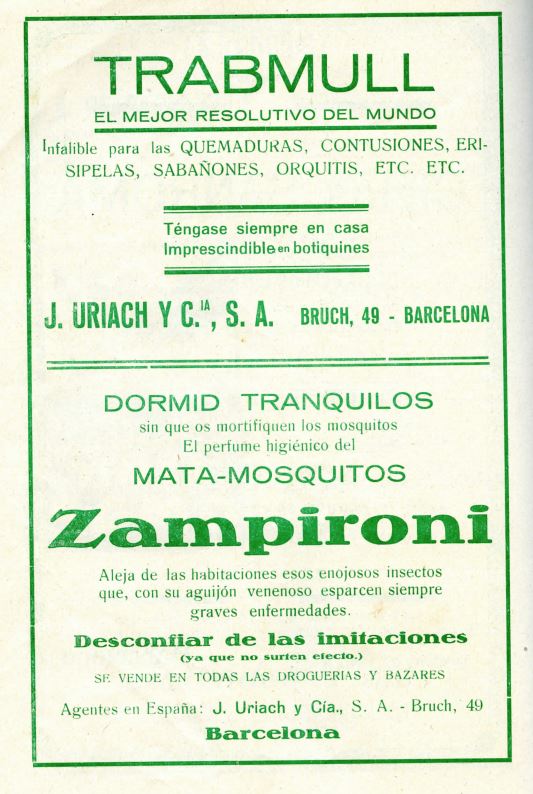 TRABMULL
EL MEJOR RESOLUTIVO DEL MUNDO
Infalible para las QUEMADURAS, CONTUSIONES, ERI-
SIPELAS, SABAÑONES, ORQUITIS, ETC. ETC.
Téngase siempre en casa
Imprescindible en botiquines
J. URIACH Y C.IA, S. A. BRUCH, 49 - BARCELONA
DORMID TRANQUILOS
sin que os mortifiquen los mosquitos
El perfume higiénico del
MATA-MOSQUITOS
Zampironi
Aleja de las habitaciones esos enojosos insectos
que, con su aguijón venenoso esparcen siempre
graves enfermedades.
Desconfiar de las imitaciones
(ya que no surten efecto.)
SE VENDE EN TODAS LAS DROGUERIAS Y BAZARES
Agentes en España: J. Uriach y Cía., S. A. - Bruch, 49
Barcelona